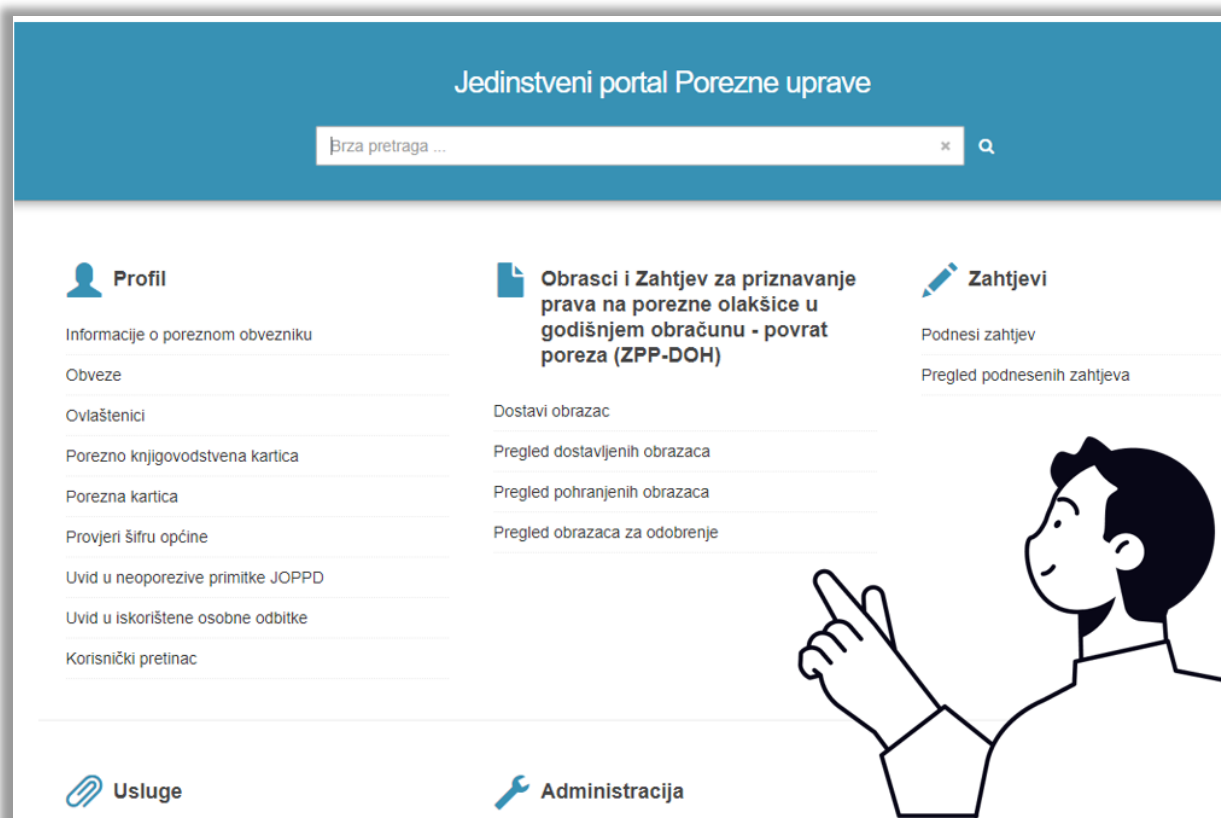 Jedinstveni portal Porezne uprave
Brza pretraga ...
Profil
Informacije o poreznom obvezniku
Obveze
Ovlaštenici
Porezno knjigovodstvena kartica
Porezna kartica
Provjeri šifru općine
Uvid u neoporezive primitke JOPPD
Uvid u iskorištene osobne odbitke
Korisnički pretinac
Obrasci i Zahtjev za priznavanje
prava na porezne olakšice u
godišnjem obračunu - povrat
poreza (ZPP-DOH)
Dostavi obrazac
Pregled dostavljenih obrazaca
Pregled pohranjenih obrazaca
Pregled obrazaca za odobrenje
Zahtjevi
Podnesi zahtjev
Pregled podnesenih zahtjeva
Usluge
Administracija